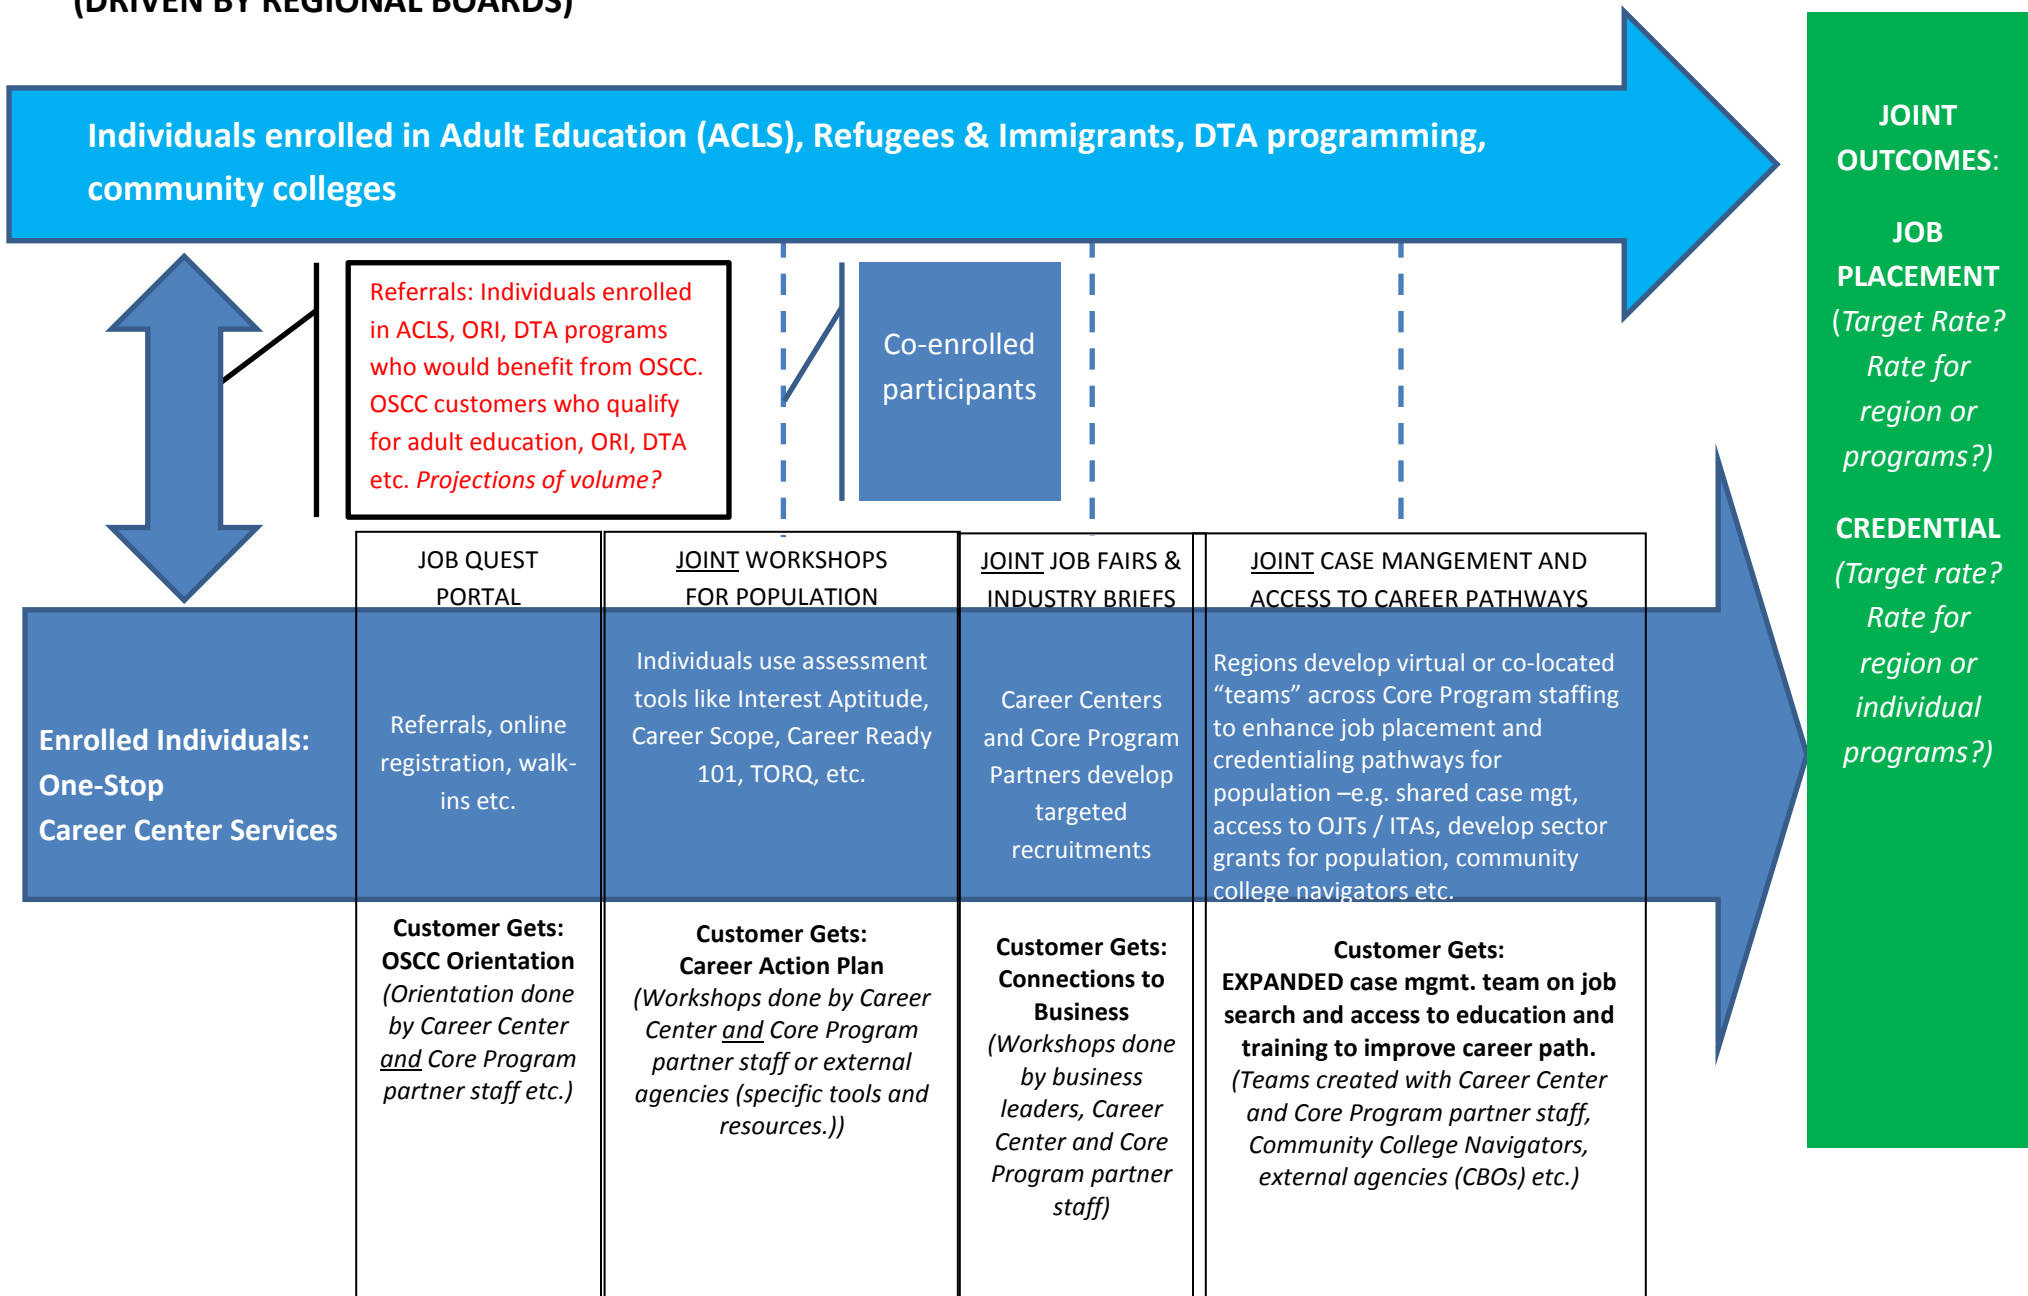 (DRIVEN BY REGIONAL BOARDS)
Individuals enrolled in Adult Education (ACLS), Refugees & Immigrants, DTA programming,
community colleges
Referrals: Individuals enrolled
in ACLS, ORI, DTA programs
who would benefit from OSCC.
OSCC customers who qualify
for adult education, ORI, DTA
etc. Projections of volume?
Co-enrolled
participants
JOB QUEST
PORTAL
JOINT WORKSHOPS
FOR POPULATION
JOINT JOB FAIRS &
INDUSTRY BRIEFS
JOINT CASE MANGEMENT AND
ACCESS TO CAREER PATHWAYS
Enrolled Individuals:
One-Stop
Career Center Services
Referrals, online
registration, walk-
ins etc.
Individuals use assessment
tools like Interest Aptitude,
Career Scope, Career Ready
101, TORQ, etc.
Career Centers
and Core Program
Partners develop
targeted
recruitments
Regions develop virtual or co-located
“teams” across Core Program staffing
to enhance job placement and
credentialing pathways for
population –e.g. shared case mgt,
access to OJTs / ITAs, develop sector
grants for population, community
college navigators etc.
Customer Gets:
OSCC Orientation
(Orientation done
by Career Center
and Core Program
partner staff etc.)
Customer Gets:
Career Action Plan
(Workshops done by Career
Center and Core Program
partner staff or external
agencies (specific tools and
resources.))
Customer Gets:
Connections to
Business
(Workshops done
by business
leaders, Career
Center and Core
Program partner
staff)
Customer Gets:
EXPANDED case mgmt. team on job
search and access to education and
training to improve career path.
(Teams created with Career Center
and Core Program partner staff,
Community College Navigators,
external agencies (CBOs) etc.)
JOINT
OUTCOMES:
JOB
PLACEMENT
(Target Rate?
Rate for
region or
programs?)
CREDENTIAL
(Target rate?
Rate for
region or
individual
programs?)